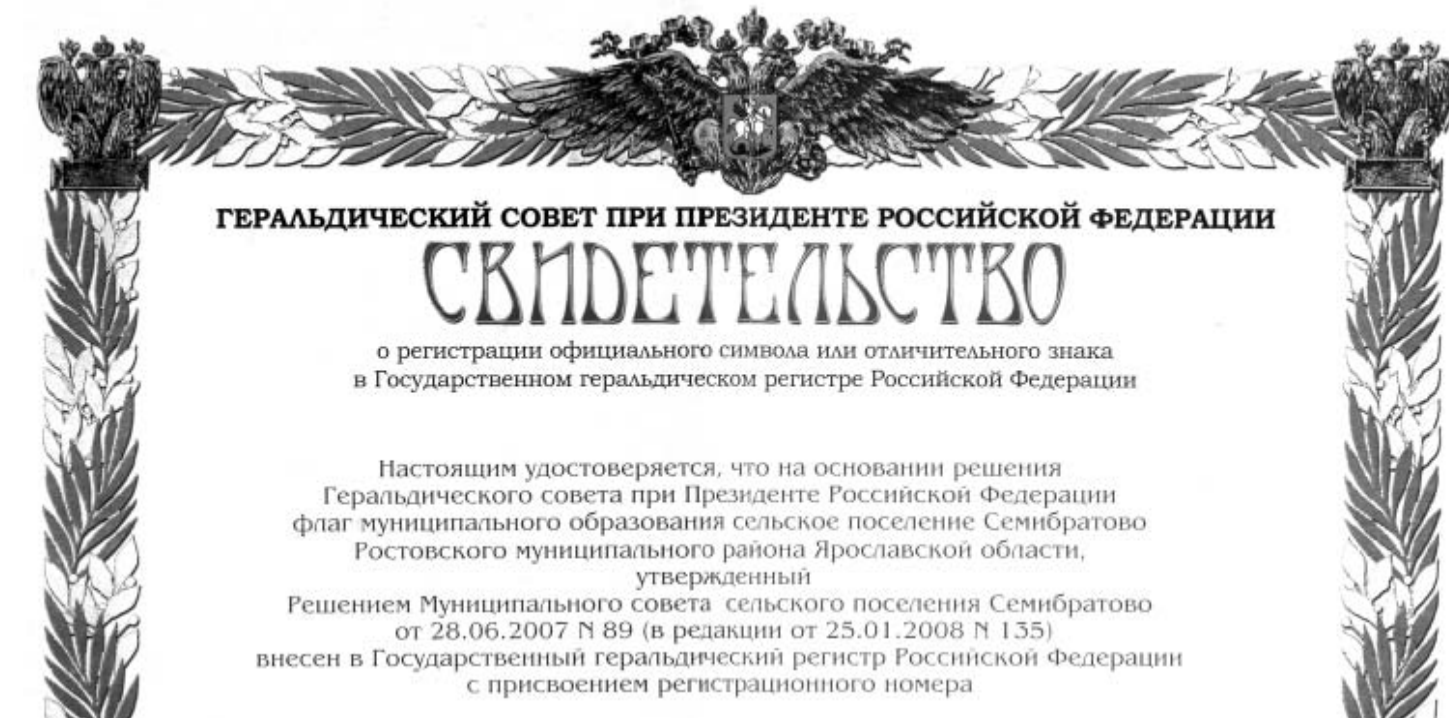 ГЕРАЛЬДИЧЕСКИЙ СОВЕТ ПРИ ПРЕЗИДЕНТЕ РОССИЙСКОЙ ФЕДЕРАЦИИ
СВИДЕТЕЛЬСТВО
о регистрации официального символа или отличительного знака
в Государственном геральдическом регистре Российской Федерации
Настоящим удостоверяется, что на основании решения
Геральдического совета при Президенте Российской Федерации
флаг муниципального образования сельское поселение Семибратово
Ростовского муниципального района Ярославской области,
утвержденный
Решением Муниципального совета сельского поселения Семибратово
от 28.06.2007 N 89 (в редакции от 25.01.2008 N 135)
внесен в Государственный геральдический регистр Российской Федерации
с присвоением регистрационного номера